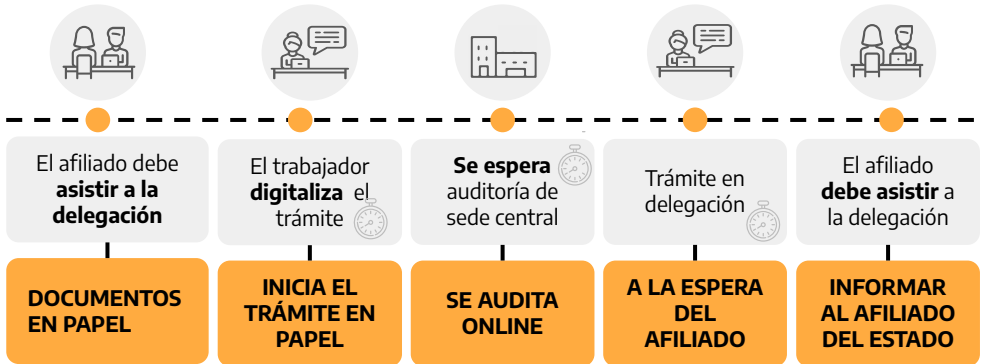 El afiliado debe
asistir a la
delegación
El trabajador
digitaliza el
trámite
Se espera
auditoría de
sede central
Trámite en
delegación
El afiliado
debe asistir a
la delegación
DOCUMENTOS
EN PAPEL
INICIA EL
TRÁMITE EN
PAPEL
SE AUDITA
ONLINE
A LA ESPERA
DEL
AFILIADO
INFORMAR
AL AFILIADO
DEL ESTADO